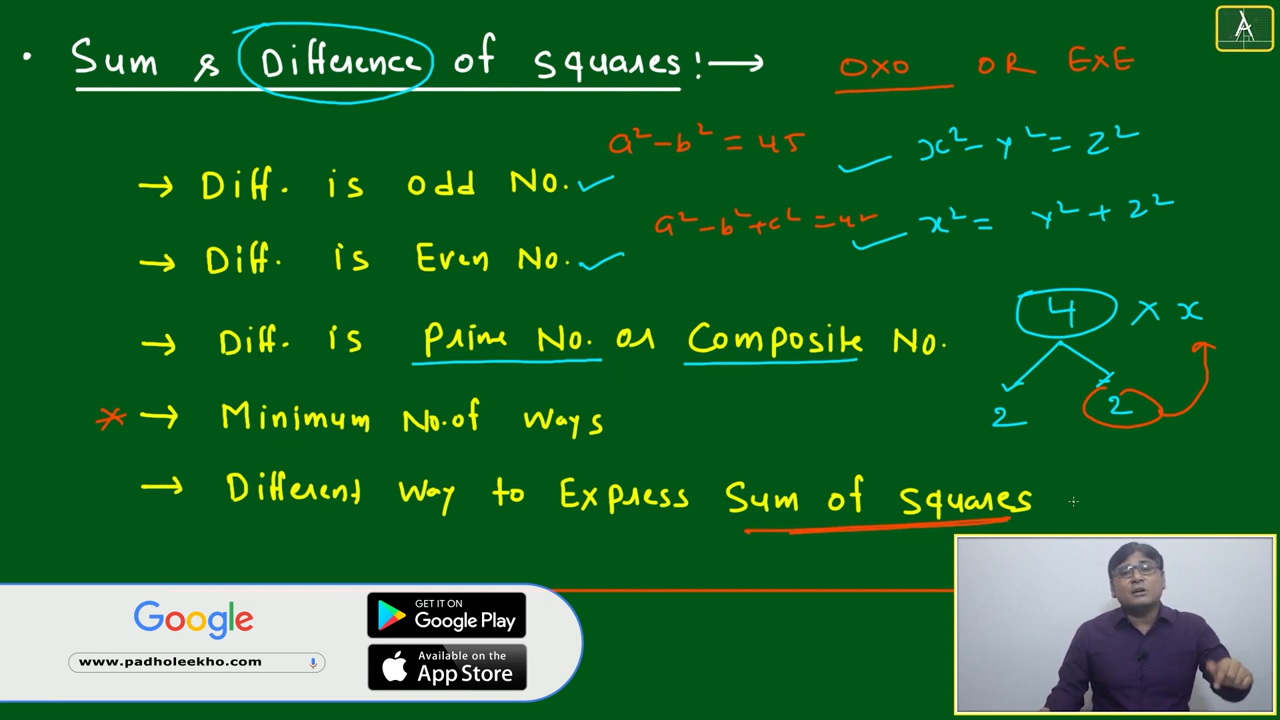 · Sum & Difference of squares! → OXO OR EXE
a² – b² = 45
x² – y² = z²
→ Diff. is odd No. ✓
a² – b² + c² = 42
x² = y² + z²
→ Diff. is Even No. ✓
4 × x
→ Diff. is Prime No. or Composite No.
2 2
* → Minimum No. of ways
→ Different way to Express Sum of squares
Google
www.padholeekho.com
GET IT ON
Google Play
Available on the
App Store